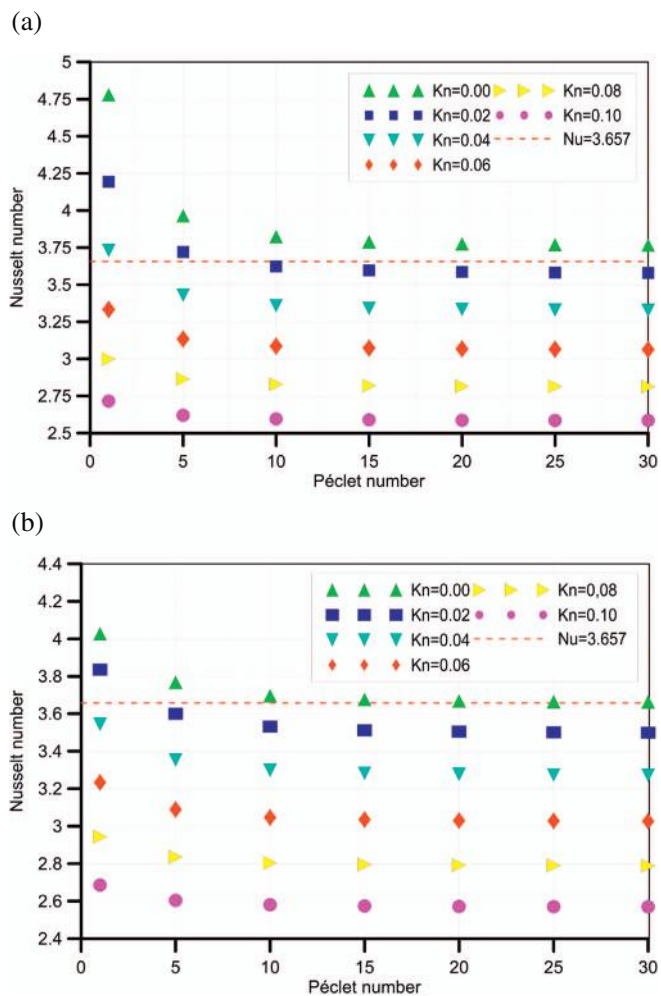 (a)
5
4.75
4.5
4.25
4
3.75
3.5
3.25
3
2.75
2.5
Nusselt number
Kn=0.00
Kn=0.08
Kn=0.02
Kn=0.10
Kn=0.04
Nu=3.657
Kn=0.06
0 5 10 15 20 25 30
Péclet number
(b)
4.4
4.2
4
3.8
3.6
3.4
3.2
3
2.8
2.6
2.4
Nusselt number
Kn=0.00
Kn=0,08
Kn=0.02
Kn=0.10
Kn=0.04
Nu=3.657
Kn=0.06
0 5 10 15 20 25 30
Péclet number